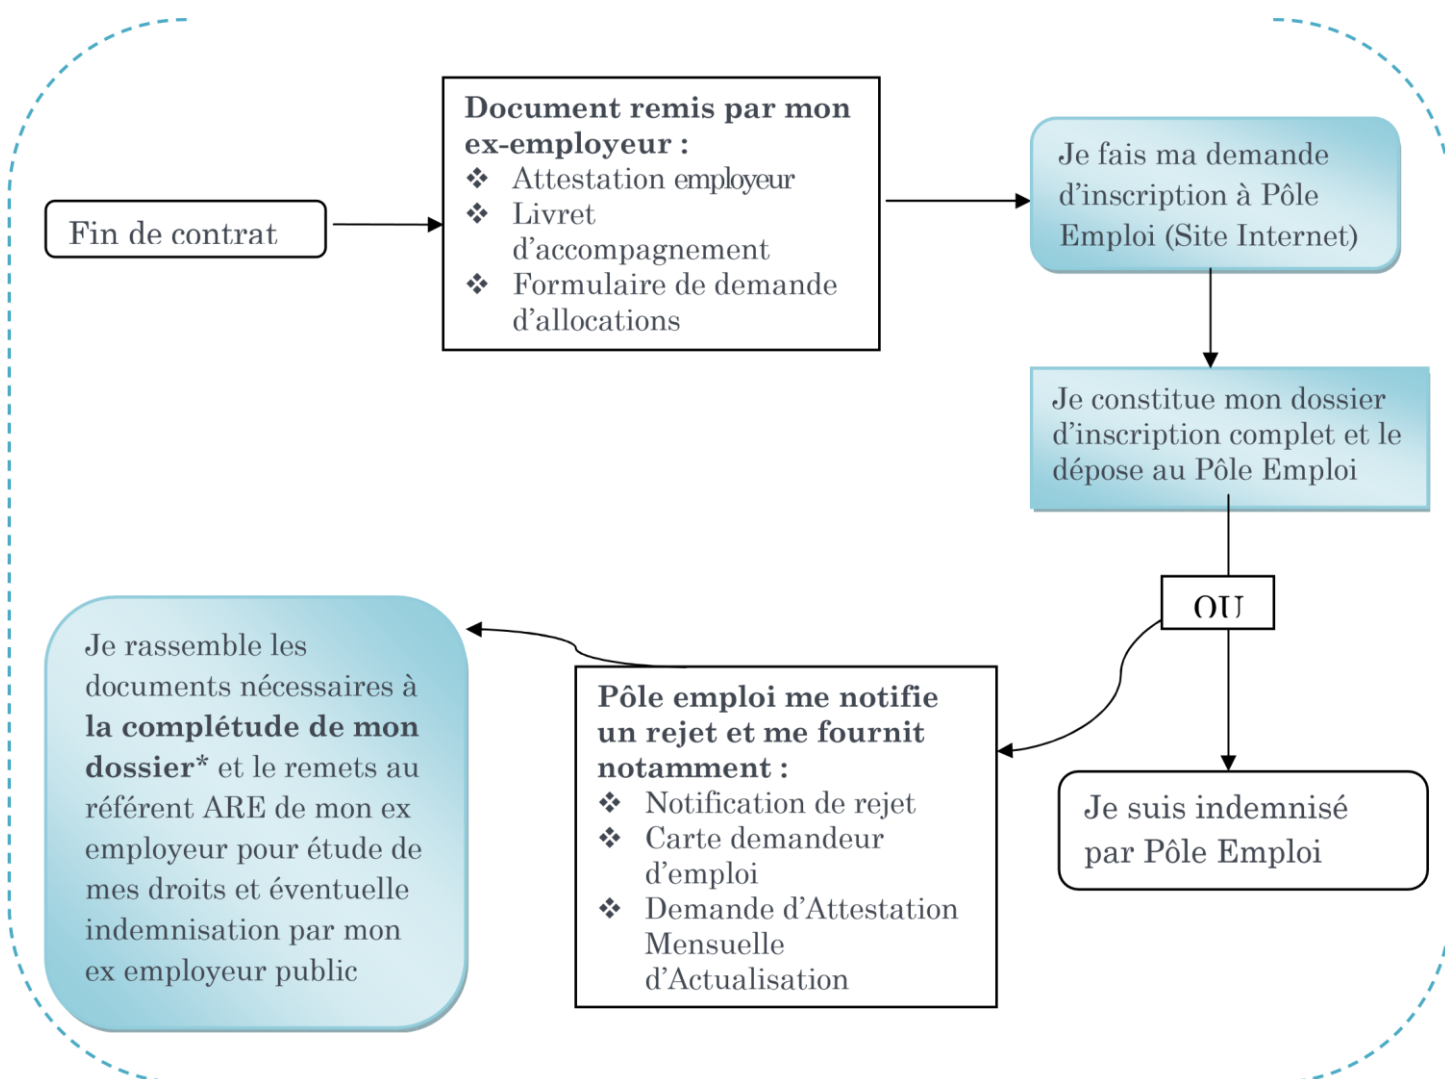 Fin de contrat
Document remis par mon
ex-employeur :
❖ Attestation employeur
❖ Livret
d’accompagnement
❖ Formulaire de demande
d’allocations
Je fais ma demande
d’inscription à Pôle
Emploi (Site Internet)
Je constitue mon dossier
d’inscription complet et le
dépose au Pôle Emploi
OU
Je suis indemnisé
par Pôle Emploi
Pôle emploi me notifie
un rejet et me fournit
notamment :
❖ Notification de rejet
❖ Carte demandeur
d’emploi
❖ Demande d’Attestation
Mensuelle
d’Actualisation
Je rassemble les
documents nécessaires à
la complétude de mon
dossier* et le remets au
référent ARE de mon ex
employeur pour étude de
mes droits et éventuelle
indemnisation par mon
ex employeur public